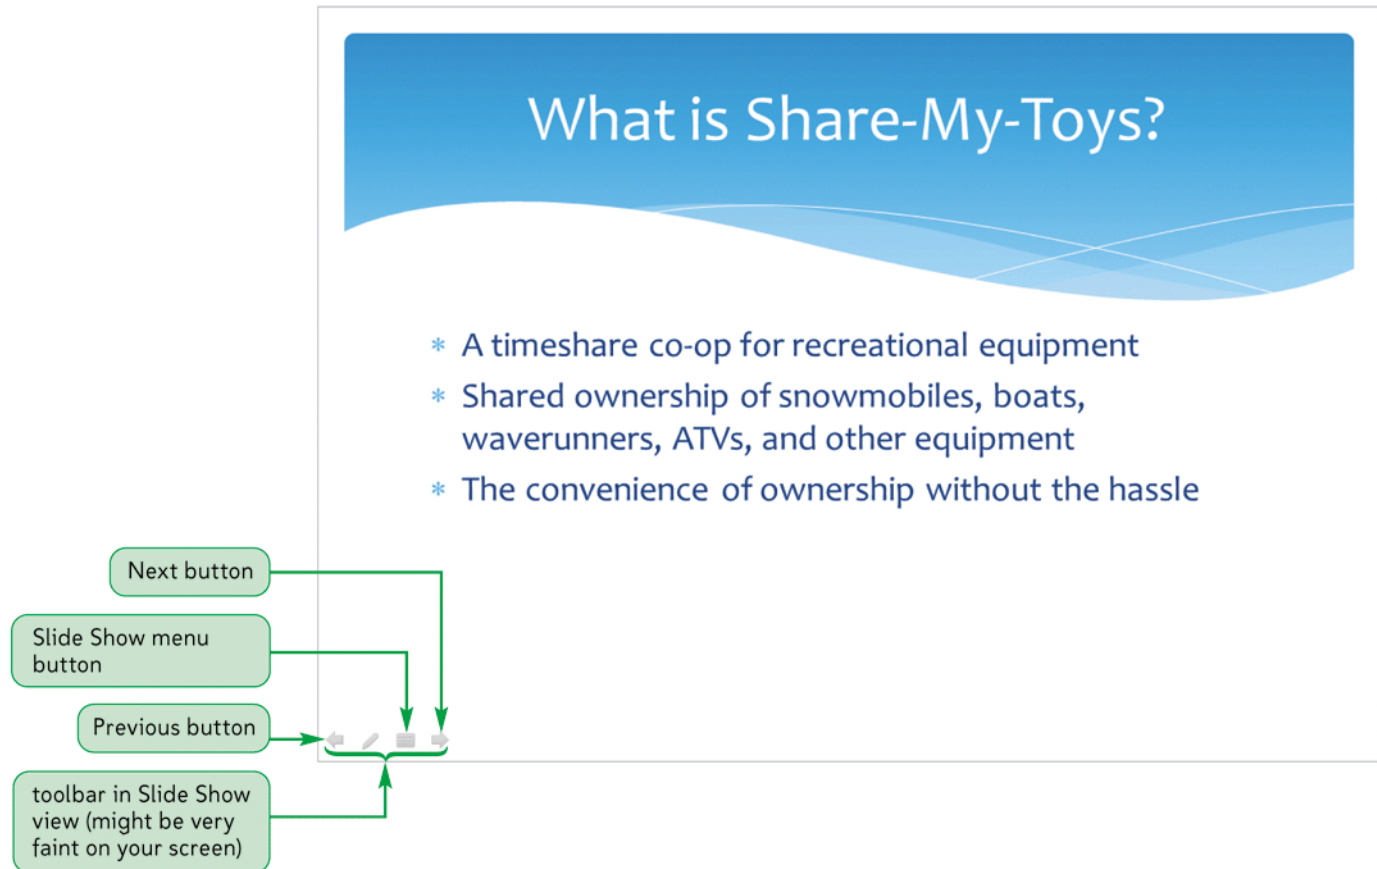 What is Share-My-Toys?
* A timeshare co-op for recreational equipment
* Shared ownership of snowmobiles, boats,
waverunners, ATVs, and other equipment
* The convenience of ownership without the hassle
Next button
Slide Show menu
button
Previous button
toolbar in Slide Show
view (might be very
faint on your screen)